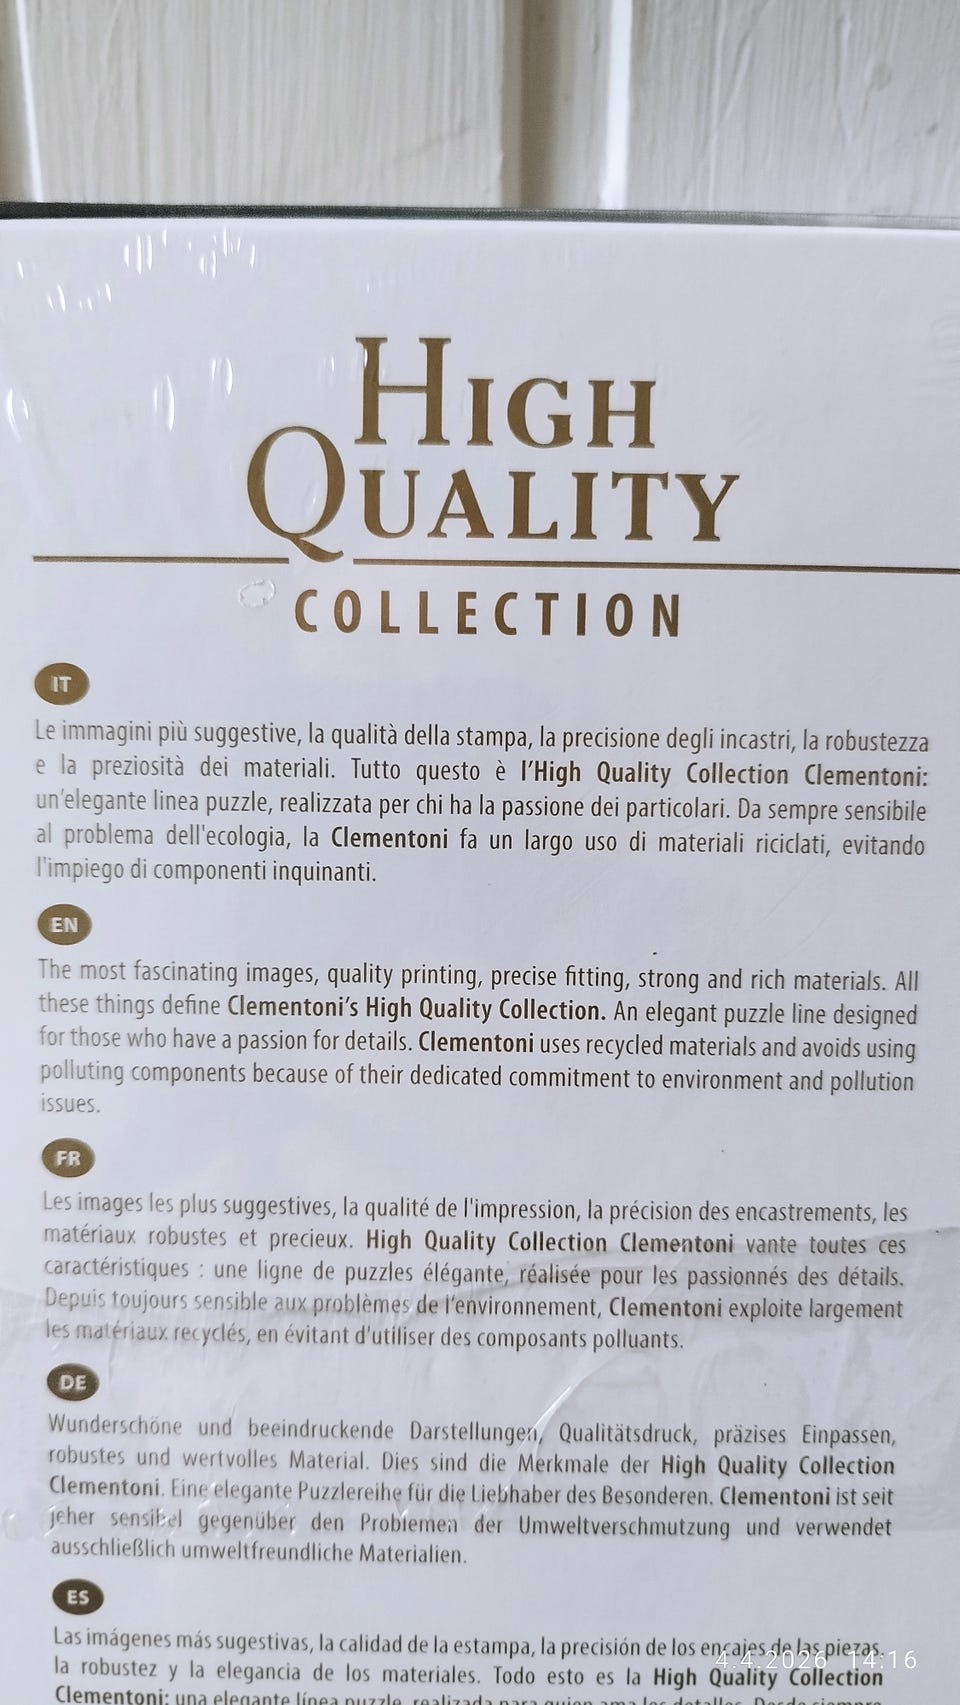 HIGH
QUALITY
COLLECTION
IT
Le immagini più suggestive, la qualità della stampa, la precisione degli incastri, la robustezza
e la preziosità dei materiali. Tutto questo è l'High Quality Collection Clementoni:
un'elegante linea puzzle, realizzata per chi ha la passione dei particolari. Da sempre sensibile
al problema dell'ecologia, la Clementoni fa un largo uso di materiali riciclati, evitando
l'impiego di componenti inquinanti.
EN
The most fascinating images, quality printing, precise fitting, strong and rich materials. All
these things define Clementoni's High Quality Collection. An elegant puzzle line designed
for those who have a passion for details. Clementoni uses recycled materials and avoids using
polluting components because of their dedicated commitment to environment and pollution
issues.
FR
Les images les plus suggestives, la qualité de l'impression, la précision des encastrements, les
matériaux robustes et precieux. High Quality Collection Clementoni vante toutes ces
caractéristiques : une ligne de puzzles élégante, réalisée pour les passionnés des détails.
Depuis toujours sensible aux problèmes de l'environnement, Clementoni exploite largement
les matériaux recyclés, en évitant d'utiliser des composants polluants.
DE
Wunderschöne und beeindruckende Darstellungen, Qualitätsdruck, präzises Einpassen,
robustes und wertvolles Material. Dies sind die Merkmale der High Quality Collection
Clementoni. Eine elegante Puzzlereihe für die Liebhaber des Besonderen. Clementoni ist seit
jeher sensibel gegenüber den Problemen der Umweltverschmutzung und verwendet
ausschließlich umweltfreundliche Materialien.
ES
Las imágenes más sugestivas, la calidad de la estampa, la precisión de los encajes de las piezas,
la robustez y la elegancia de los materiales. Todo esto es la High Quality Collection
Clementoni: una elegante línea puzzle, realizada para quien ama los detalles. Desde siempre
4.4.2026 14:16